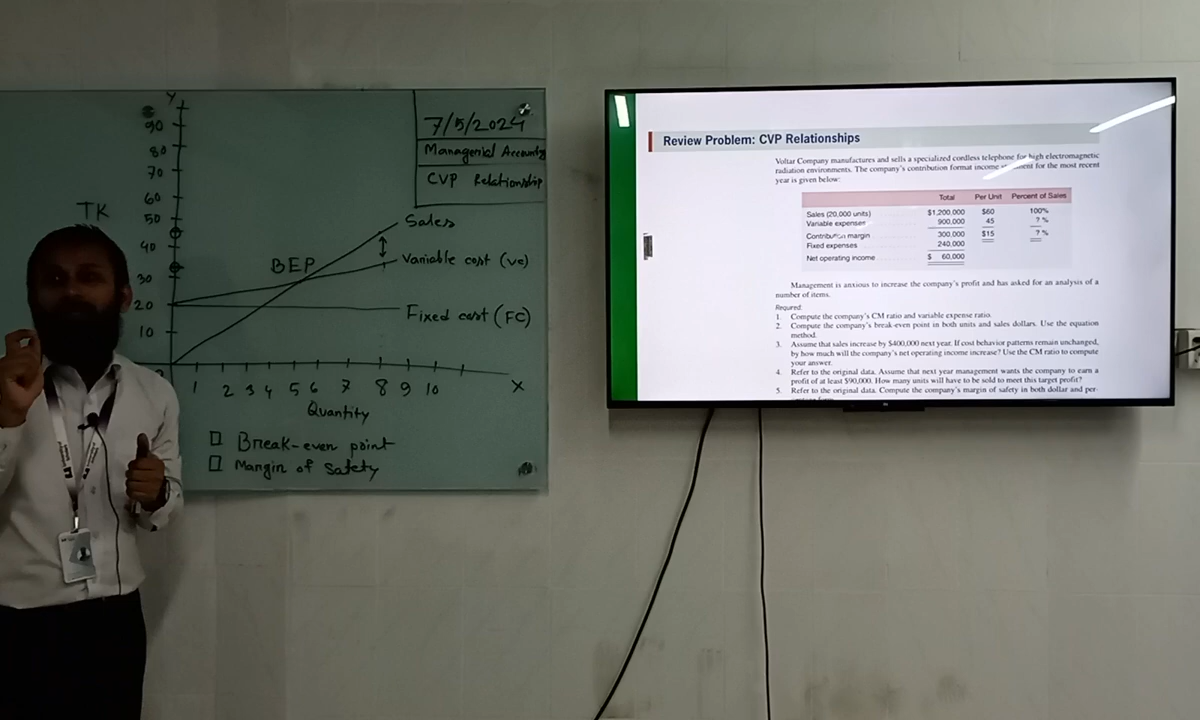 Y
90
80
70
60
50
40
30
20
10
TK
BEP
Sales
Variable cost (VC)
Fixed cost (FC)
1 2 3 4 5 6 7 8 9 10 X
Quantity
Break-even point
Margin of Safety
7/5/2024
Managerial Accounting
CVP Relationship
Review Problem: CVP Relationships
Voltar Company manufactures and sells a specialized cordless telephone for high electromagnetic
radiation environments. The company's contribution format income for the most recent
year is given below:
Total Per Unit Percent of Sales
Sales (20,000 units) $1,200,000 $60 100%
Variable expenses 900,000 45 ? %
Contribution margin 300,000 $15 ? %
Fixed expenses 240,000
Net operating income $ 60,000
Management is anxious to increase the company's profit and has asked for an analysis of a
number of items.
Required:
1. Compute the company's CM ratio and variable expense ratio.
2. Compute the company's break-even point in both units and sales dollars. Use the equation
method.
3. Assume that sales increase by $400,000 next year. If cost behavior patterns remain unchanged,
by how much will the company's net operating income increase? Use the CM ratio to compute
your answer.
4. Refer to the original data. Assume that next year management wants the company to earn a
profit of at least $90,000. How many units will have to be sold to meet this target profit?
5. Refer to the original data. Compute the company's margin of safety in both dollar and per-